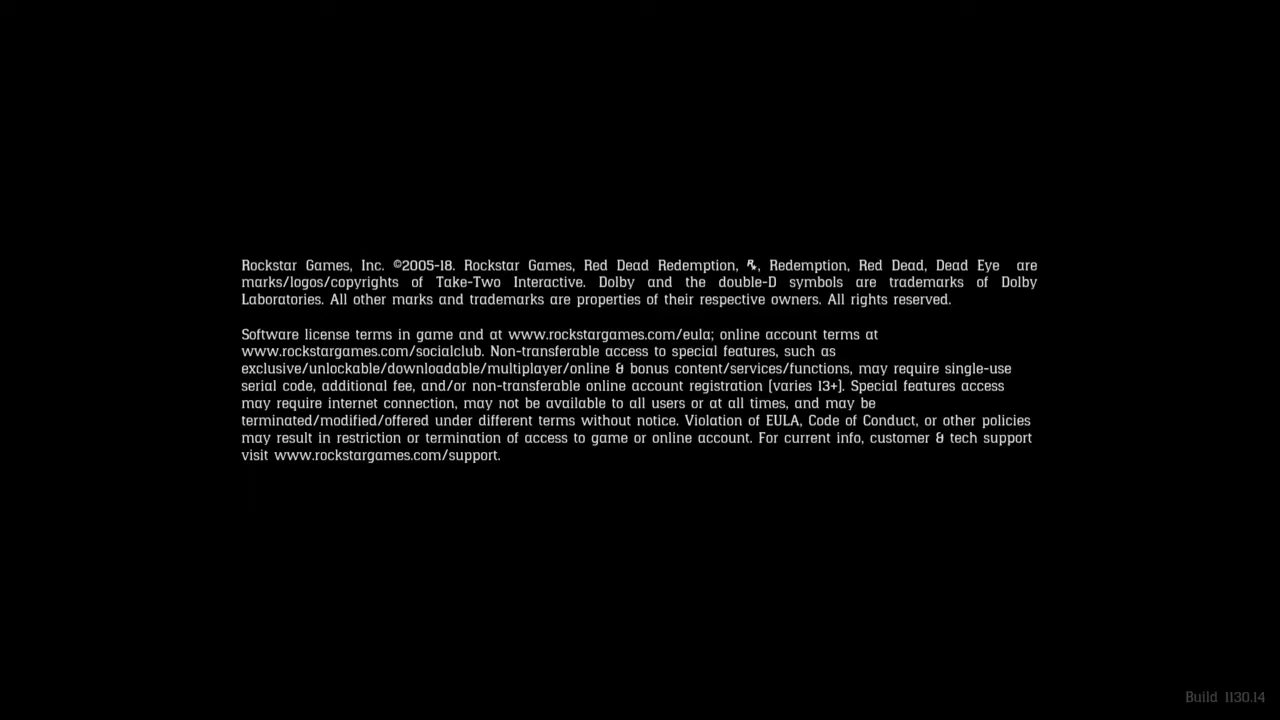 Rockstar Games, Inc. ©2005-18. Rockstar Games, Red Dead Redemption, R*, Redemption, Red Dead, Dead Eye are
marks/logos/copyrights of Take-Two Interactive. Dolby and the double-D symbols are trademarks of Dolby
Laboratories. All other marks and trademarks are properties of their respective owners. All rights reserved.
Software license terms in game and at www.rockstargames.com/eula; online account terms at
www.rockstargames.com/socialclub. Non-transferable access to special features, such as
exclusive/unlockable/downloadable/multiplayer/online & bonus content/services/functions, may require single-use
serial code, additional fee, and/or non-transferable online account registration (varies 13+). Special features access
may require internet connection, may not be available to all users or at all times, and may be
terminated/modified/offered under different terms without notice. Violation of EULA, Code of Conduct, or other policies
may result in restriction or termination of access to game or online account. For current info, customer & tech support
visit www.rockstargames.com/support.
Build 1130.14